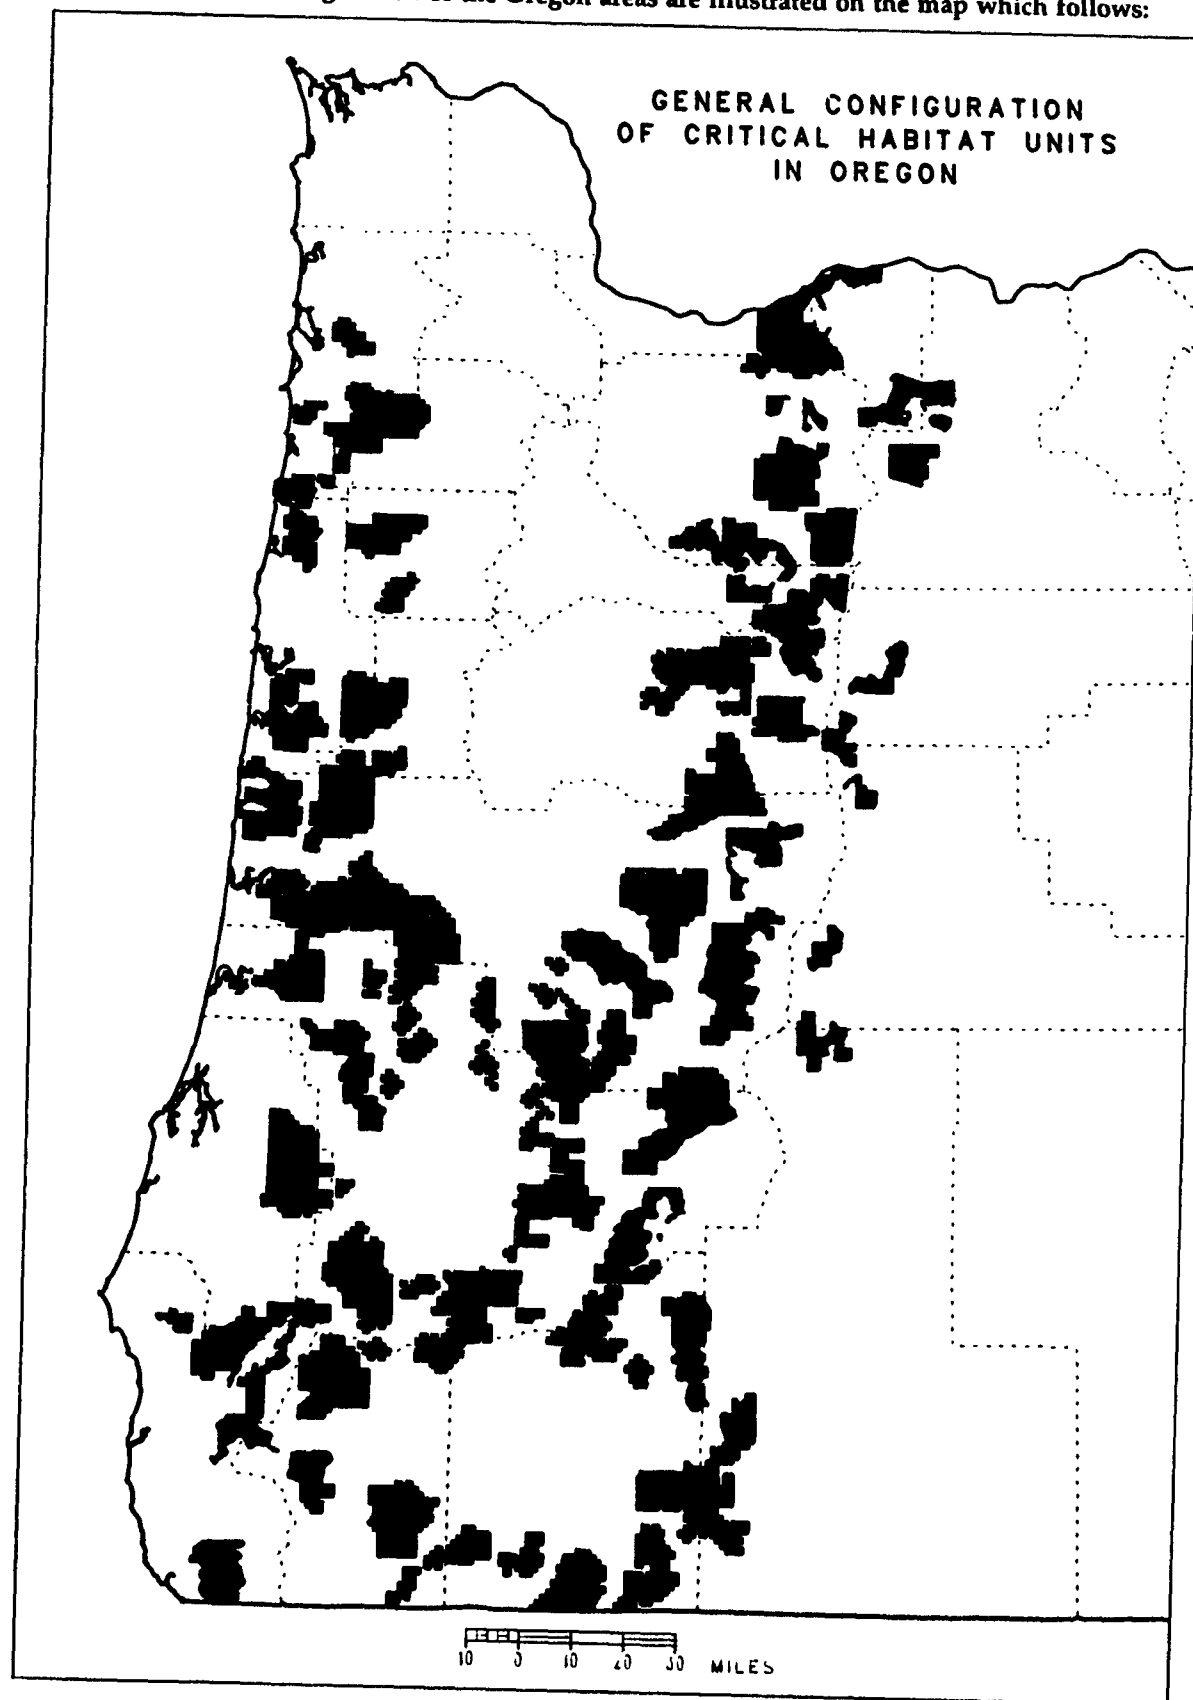 the Oregon areas are illustrated on the map which follows:
GENERAL CONFIGURATION
OF CRITICAL HABITAT UNITS
IN OREGON
10 0 10 20 30 MILES